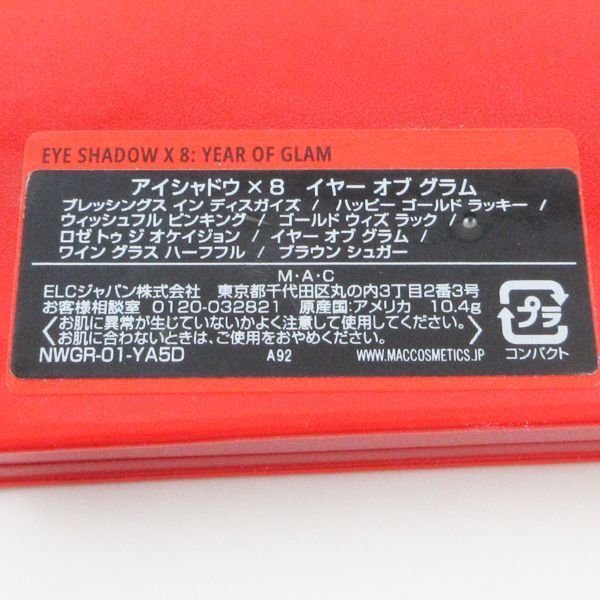 EYE SHADOW X 8: YEAR OF GLAM
アイシャドウ×8 イヤー オブ グラム
ブレッシングス イン ディスガイズ / ハッピー ゴールド ラッキー /
ウィッシュフル ピンキング / ゴールド ウィズ ラック /
ロゼ トゥ ジ オケイジョン / イヤー オブ グラム /
ワイン グラス ハーフフル / ブラウン シュガー
M·A·C
ELCジャパン株式会社 東京都千代田区丸の内3丁目2番3号
お客様相談室 0120-032821 原産国:アメリカ 10.4g
<お肌に異常が生じていないかよく注意して使用してください。
お肌に合わないときは、ご使用をおやめください。>
NWGR-01-YA5D A92 WWW.MACCOSMETICS.JP
プラ
コンパクト